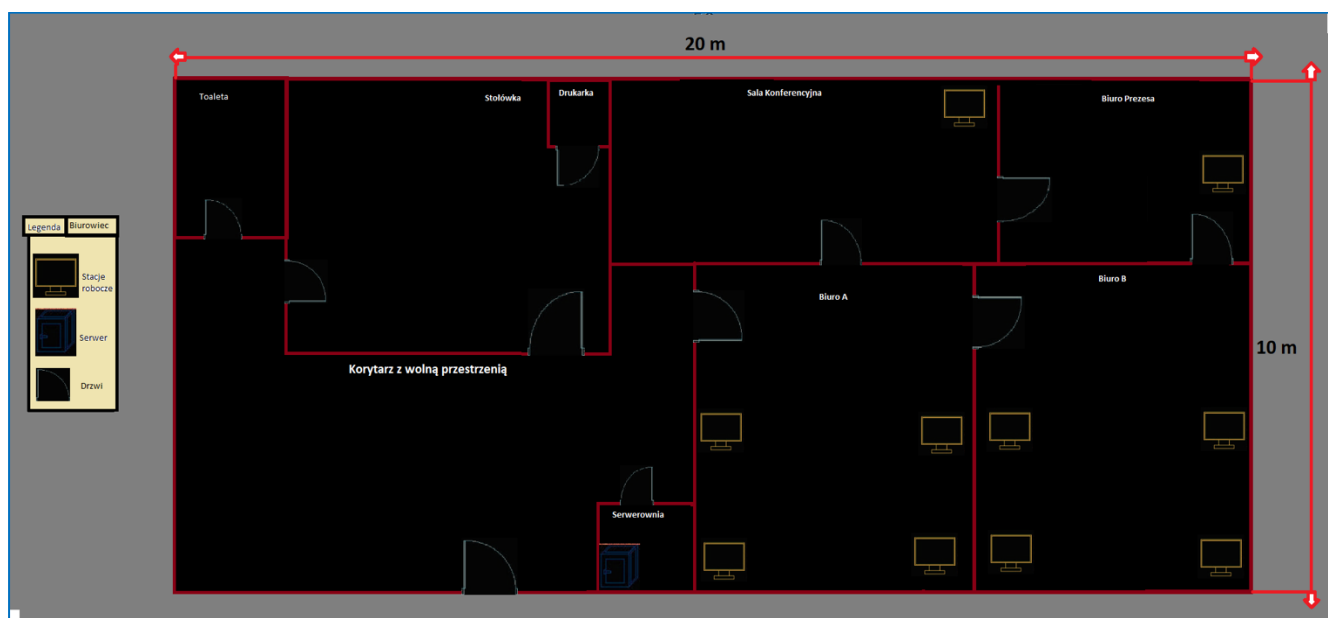 20 m
Toaleta
Stołówka
Drukarka
Sala Konferencyjna
Biuro Prezesa
Legenda
Biurowiec
Stacje
robocze
Serwer
Drzwi
Biuro A
Biuro B
10 m
Korytarz z wolną przestrzenią
Serwerownia